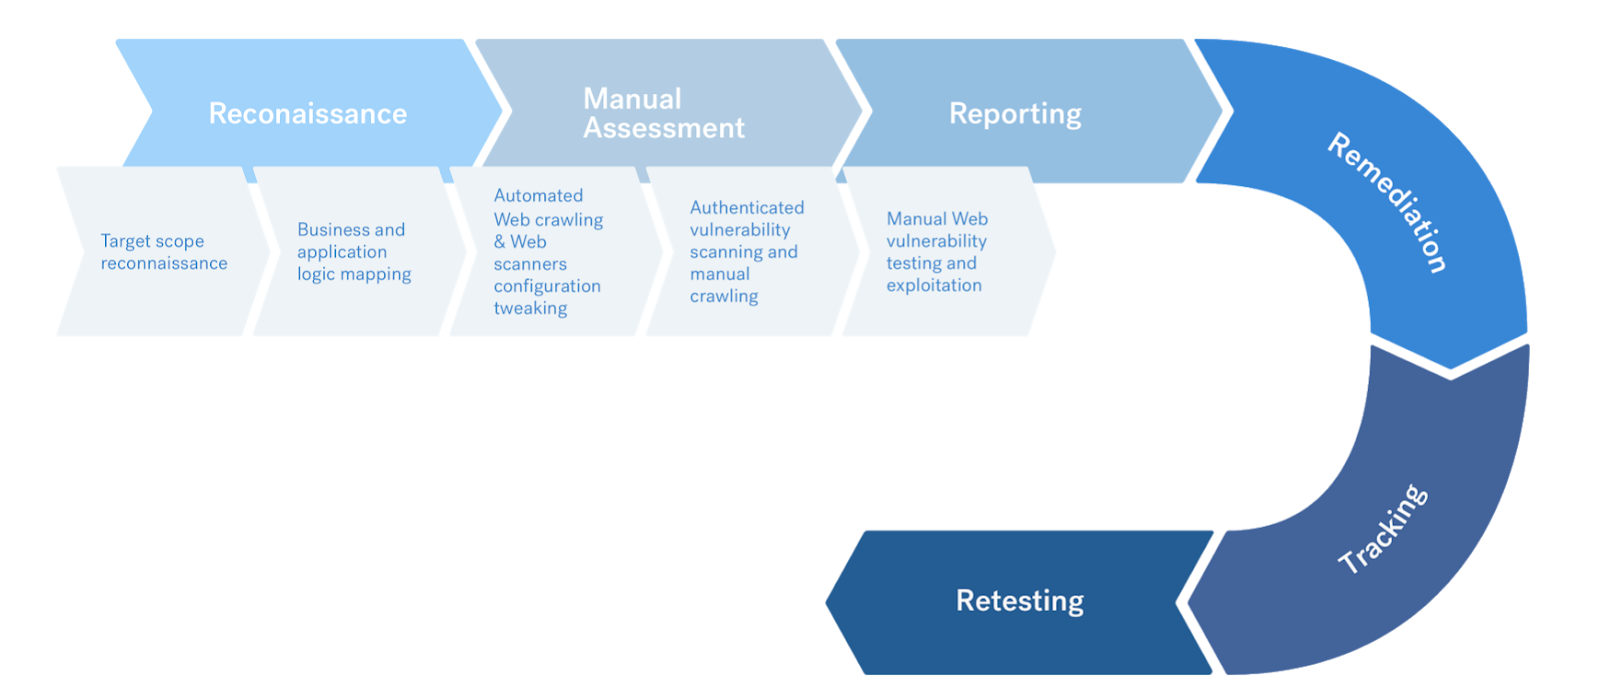 Reconaissance
Manual
Assessment
Reporting
Remediation
Target scope
reconnaissance
Business and
application
logic mapping
Automated
Web crawling
& Web
scanners
configuration
tweaking
Authenticated
vulnerability
scanning and
manual
crawling
Manual Web
vulnerability
testing and
exploitation
Tracking
Retesting